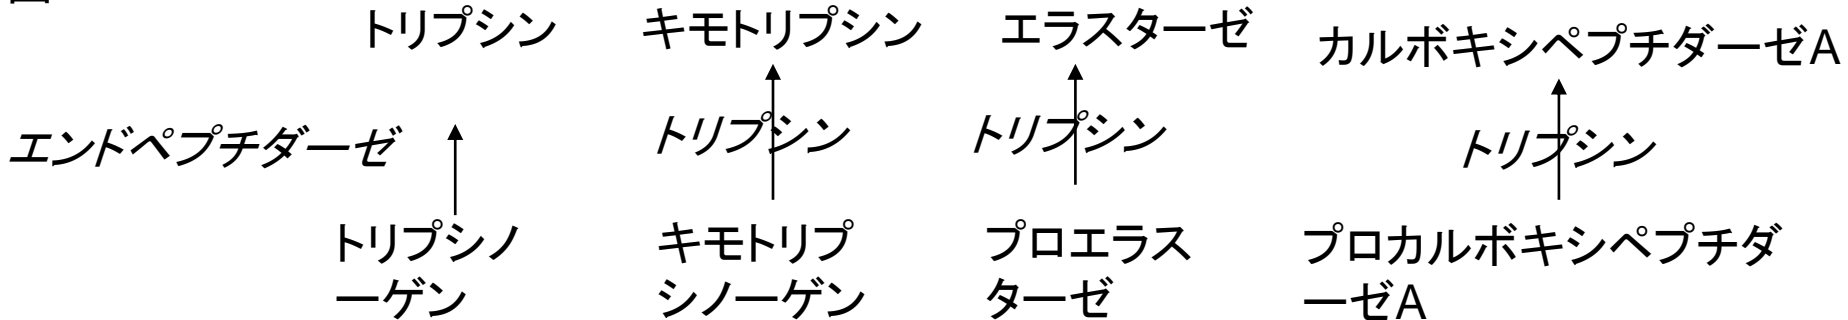 トリプシン キモトリプシン エラスターゼ カルボキシペプチダーゼA
エンドペプチダーゼ トリプシン トリプシン トリプシン
トリプシノ キモトリプ プロエラス プロカルボキシペプチダ
ーゲン シノーゲン ターゼ ーゼA